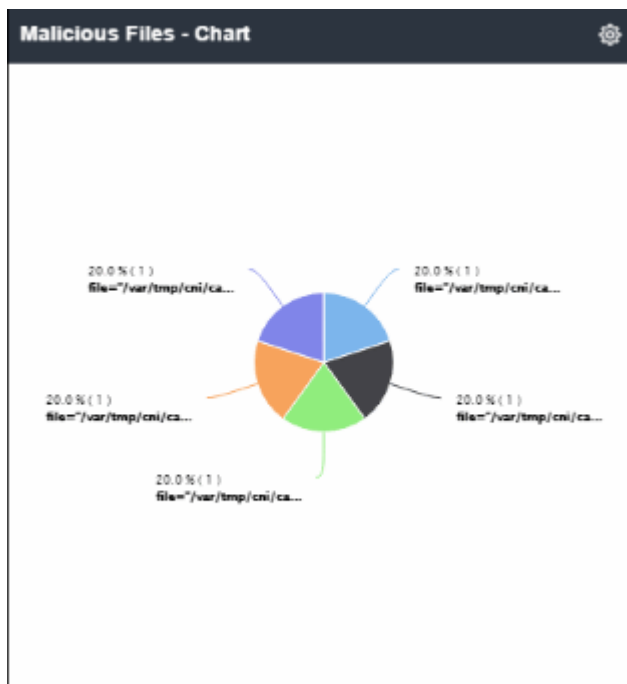 Malicious Files - Chart
20.0 % ( 1 )
file="/var/tmp/cni/ca...
20.0 % ( 1 )
file="/var/tmp/cni/ca...
20.0 % ( 1 )
file="/var/tmp/cni/ca...
20.0 % ( 1 )
file="/var/tmp/cni/ca...
20.0 % ( 1 )
file="/var/tmp/cni/ca...